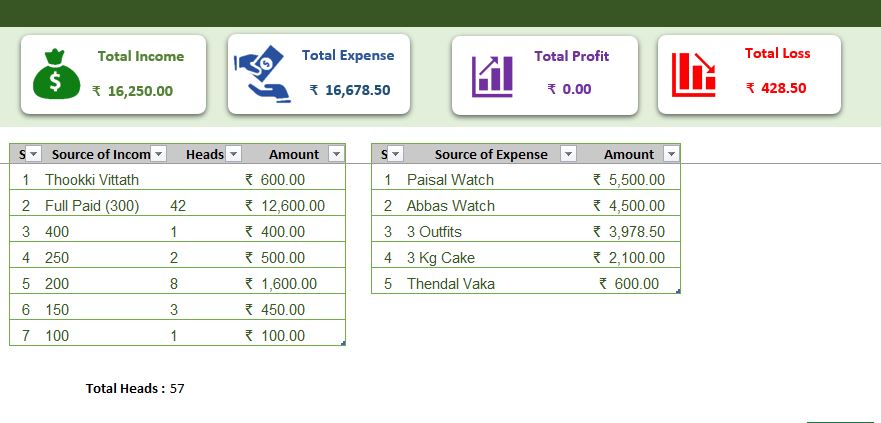 Total Income
₹ 16,250.00
Total Expense
₹ 16,678.50
Total Profit
₹ 0.00
Total Loss
₹ 428.50
S Source of Incom Heads Amount
1 Thookki Vittath ₹ 600.00
2 Full Paid (300) 42 ₹ 12,600.00
3 400 1 ₹ 400.00
4 250 2 ₹ 500.00
5 200 8 ₹ 1,600.00
6 150 3 ₹ 450.00
7 100 1 ₹ 100.00
S Source of Expense Amount
1 Paisal Watch ₹ 5,500.00
2 Abbas Watch ₹ 4,500.00
3 3 Outfits ₹ 3,978.50
4 3 Kg Cake ₹ 2,100.00
5 Thendal Vaka ₹ 600.00
Total Heads : 57